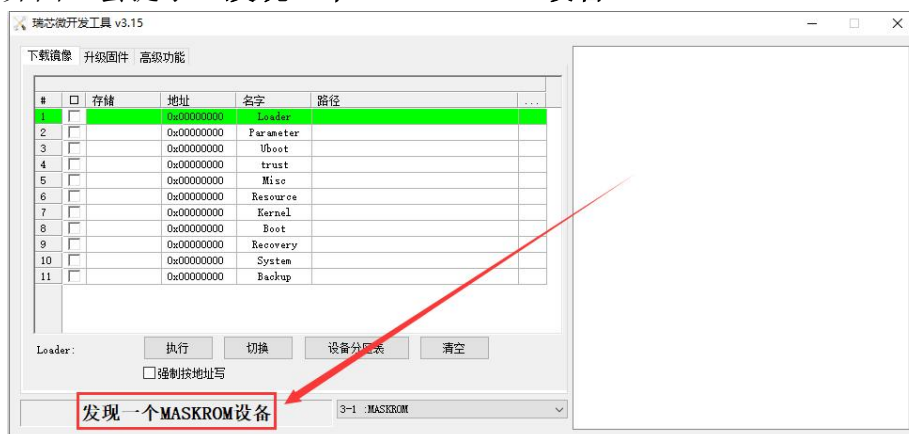 瑞芯微开发工具 v3.15
下载镜像 升级固件 高级功能
# 存储 地址 名字 路径 ...
1 0x00000000 Loader
2 0x00000000 Parameter
3 0x00000000 Uboot
4 0x00000000 trust
5 0x00000000 Misc
6 0x00000000 Resource
7 0x00000000 Kernel
8 0x00000000 Boot
9 0x00000000 Recovery
10 0x00000000 System
11 0x00000000 Backup
Loader: 执行 切换 设备分区表 清空
强制按地址写
发现一个MASKROM设备 3-1 :MASKROM